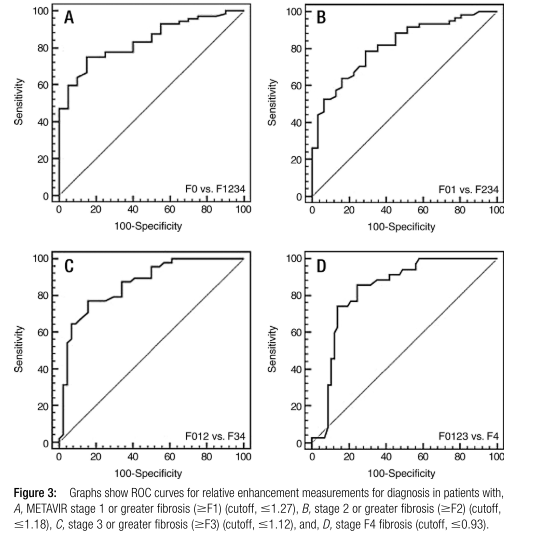 A
100
80
60
40
20
0
Sensitivity
0 20 40 60 80 100
100-Specificity
F0 vs. F1234
B
100
80
60
40
20
0
Sensitivity
0 20 40 60 80 100
100-Specificity
F01 vs. F234
C
100
80
60
40
20
0
Sensitivity
0 20 40 60 80 100
100-Specificity
F012 vs. F34
D
100
80
60
40
20
0
Sensitivity
0 20 40 60 80 100
100-Specificity
F0123 vs. F4
Figure 3: Graphs show ROC curves for relative enhancement measurements for diagnosis in patients with,
A, METAVIR stage 1 or greater fibrosis (≥F1) (cutoff, ≤1.27), B, stage 2 or greater fibrosis (≥F2) (cutoff,
≤1.18), C, stage 3 or greater fibrosis (≥F3) (cutoff, ≤1.12), and, D, stage F4 fibrosis (cutoff, ≤0.93).